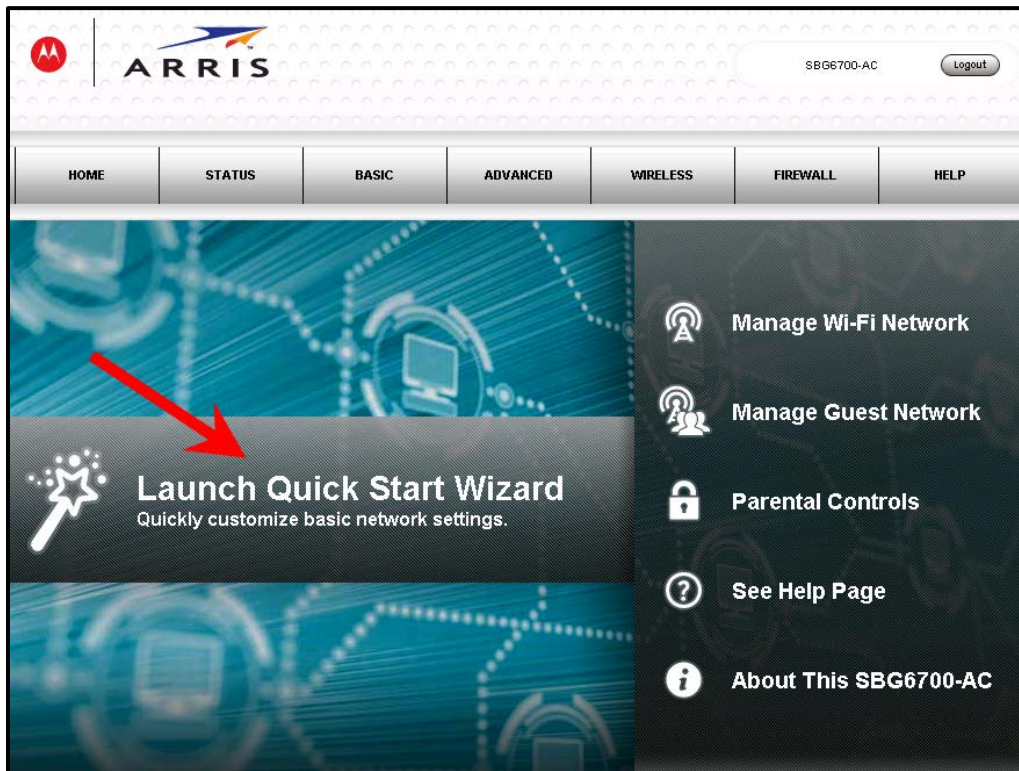 ARRIS
SBG6700-AC
Logout
HOME STATUS BASIC ADVANCED WIRELESS FIREWALL HELP
Launch Quick Start Wizard
Quickly customize basic network settings.
Manage Wi-Fi Network
Manage Guest Network
Parental Controls
See Help Page
About This SBG6700-AC